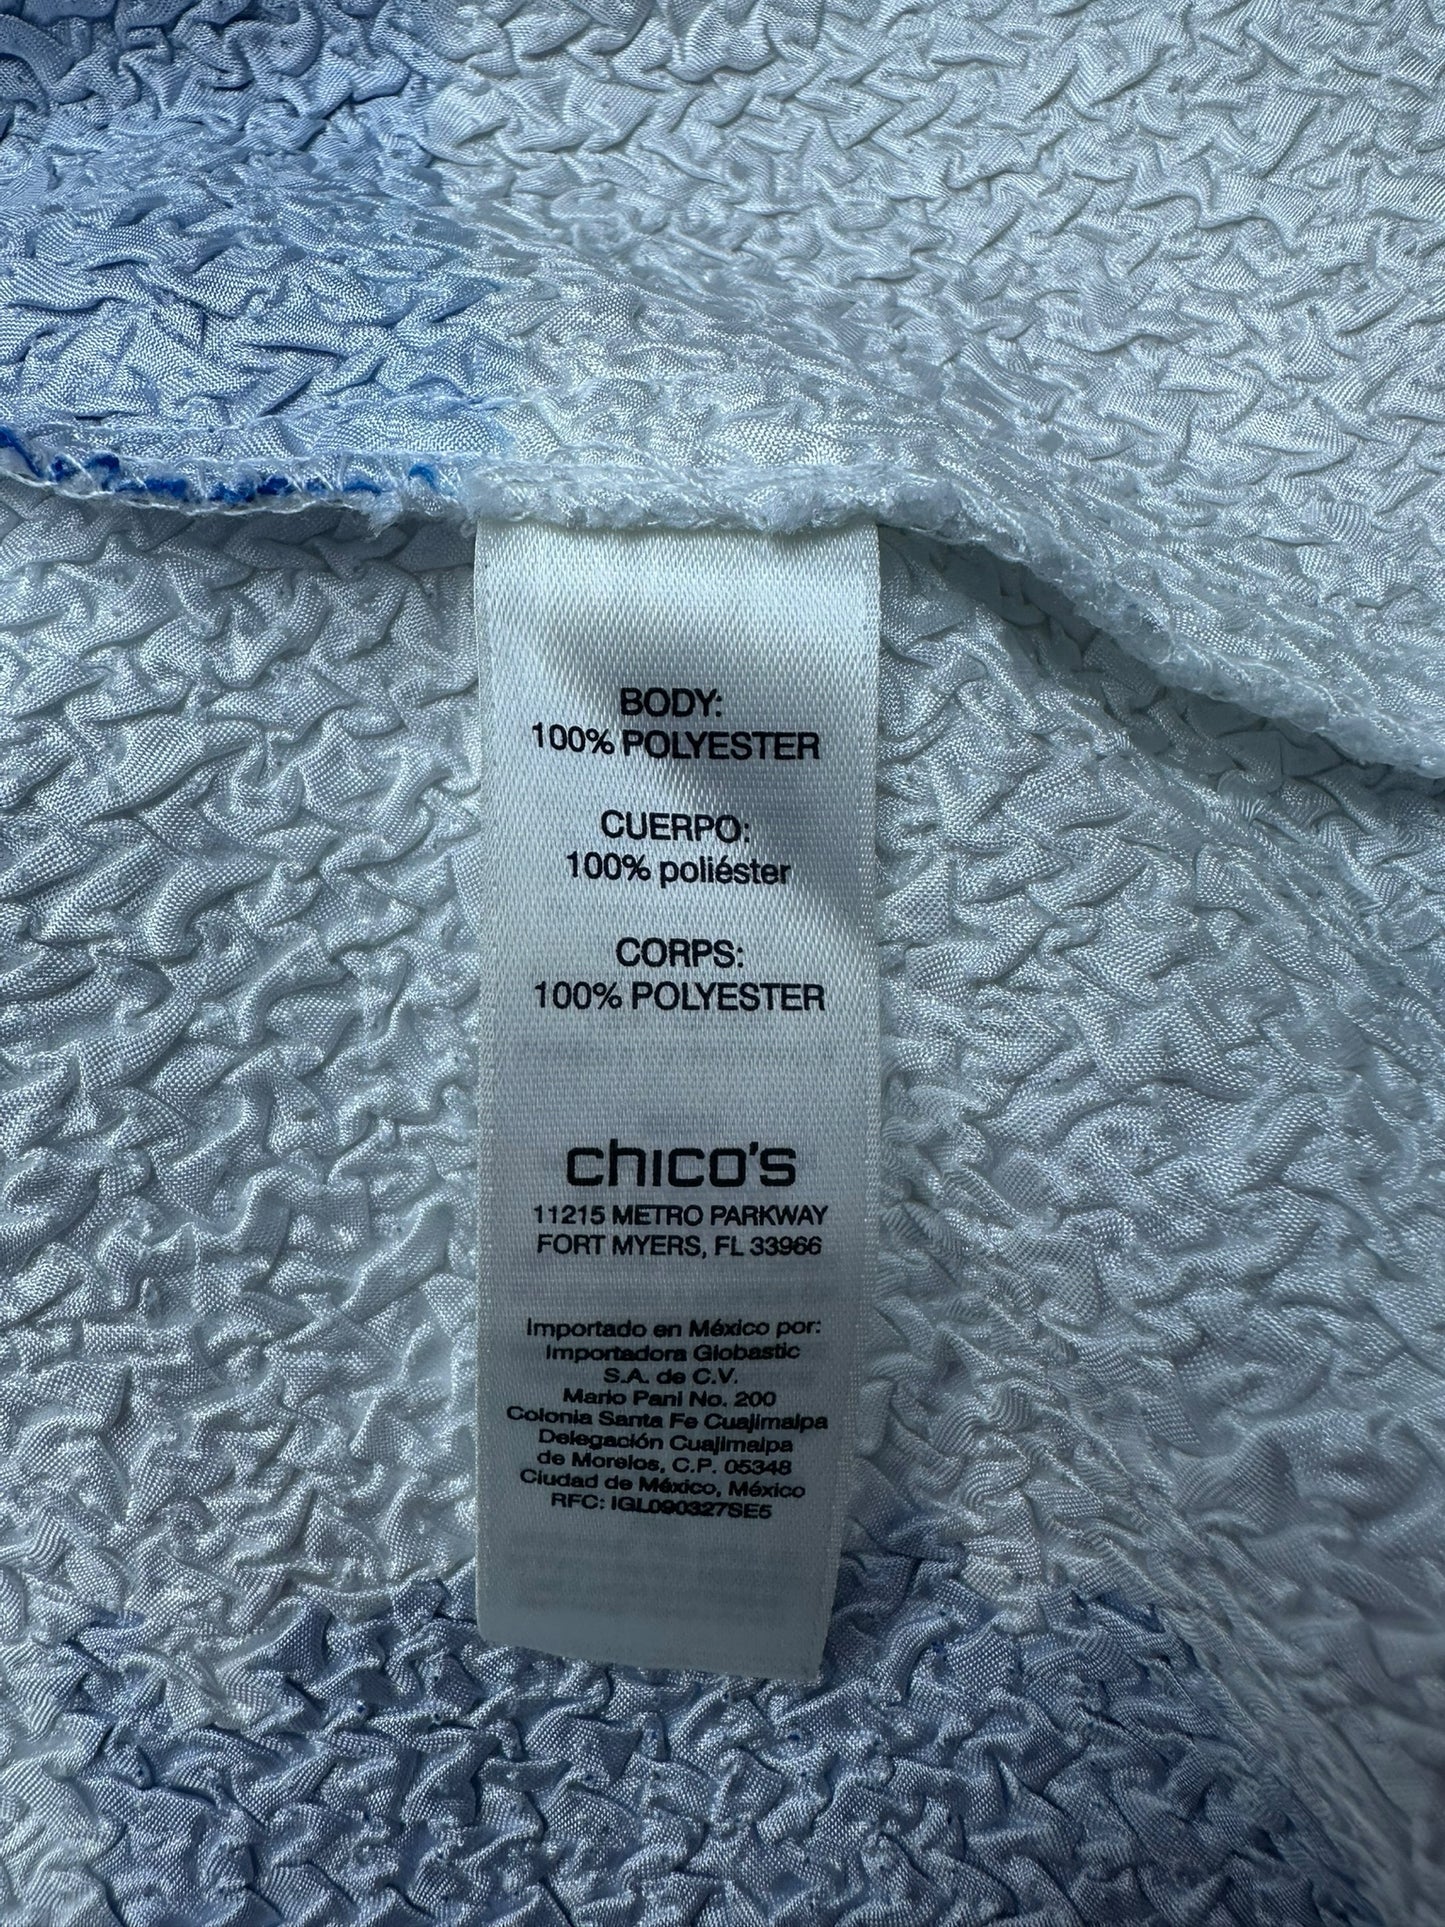 BODY:
100% POLYESTER
CUERPO:
100% poliéster
CORPS:
100% POLYESTER
chico's
11215 METRO PARKWAY
FORT MYERS, FL 33966
Importado en México por:
Importadora Globastic
S.A. de C.V.
Mario Pani No. 200
Colonia Santa Fe Cuajimalpa
Delegación Cuajimalpa
de Morelos, C.P. 05348
Ciudad de México, México
RFC: IGL090327SE5